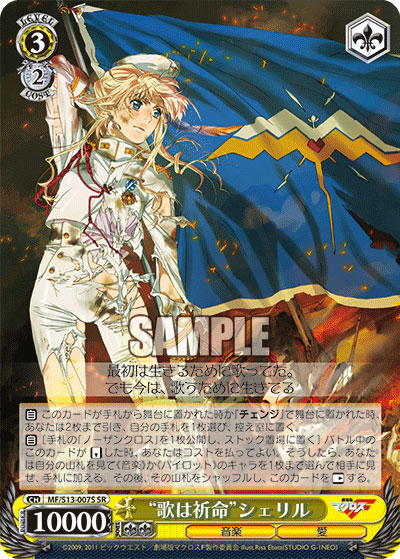 LEVEL
3
2
COST
SAMPLE
最初は生きるために歌ってた。
でも今は、歌うために生きてる
自 このカードが手札から舞台に置かれた時か「チェンジ」で舞台に置かれた時、
あなたは2枚まで引き、自分の手札を1枚選び、控え室に置く。
自 [手札の「ノーザンクロス」を1枚公開し、ストック置場に置く] バトル中の
このカードが【リバース】した時、あなたはコストを払ってよい。そうしたら、あなた
は自分の山札を見て《音楽》か《パイロット》のキャラを1枚まで選んで相手に見
せ、手札に加える。その後、その山札をシャッフルし、このカードを【レスト】する。
CH MF/S13-007S SR
10000
“歌は祈命”シェリル
音楽
愛
劇場版
マクロスF
©2009, 2011 ビックウエスト/劇場版マクロスF製作委員会 Illust.Risa Ebata(STUDIO G-1NEO)